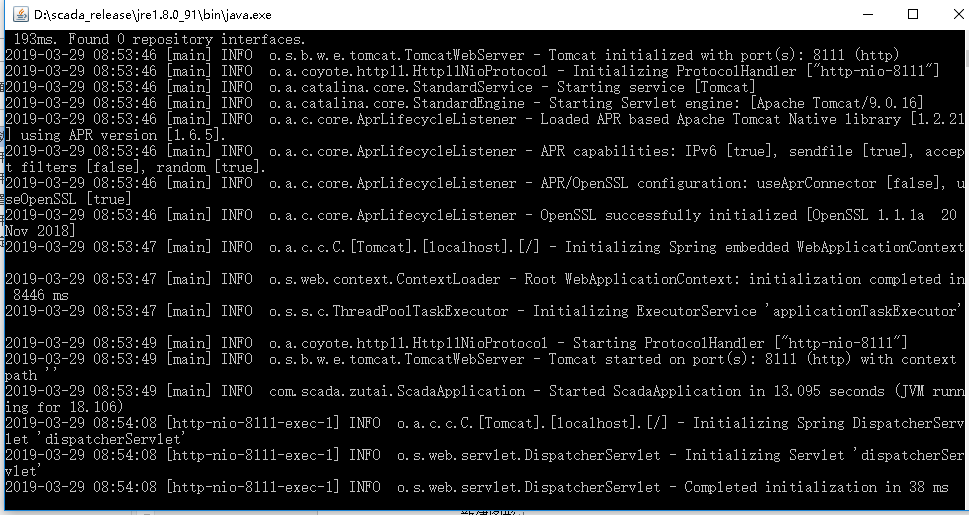 D:\scada_release\jre1.8.0_91\bin\java.exe
193ms. Found 0 repository interfaces.
2019-03-29 08:53:46 [main] INFO  o.s.b.w.e.tomcat.TomcatWebServer - Tomcat initialized with port(s): 8111 (http)
2019-03-29 08:53:46 [main] INFO  o.a.coyote.http11.Http11NioProtocol - Initializing ProtocolHandler ["http-nio-8111"]
2019-03-29 08:53:46 [main] INFO  o.a.catalina.core.StandardService - Starting service [Tomcat]
2019-03-29 08:53:46 [main] INFO  o.a.catalina.core.StandardEngine - Starting Servlet engine: [Apache Tomcat/9.0.16]
2019-03-29 08:53:46 [main] INFO  o.a.c.core.AprLifecycleListener - Loaded APR based Apache Tomcat Native library [1.2.21
] using APR version [1.6.5].
2019-03-29 08:53:46 [main] INFO  o.a.c.core.AprLifecycleListener - APR capabilities: IPv6 [true], sendfile [true], accep
t filters [false], random [true].
2019-03-29 08:53:46 [main] INFO  o.a.c.core.AprLifecycleListener - APR/OpenSSL configuration: useAprConnector [false], u
seOpenSSL [true]
2019-03-29 08:53:46 [main] INFO  o.a.c.core.AprLifecycleListener - OpenSSL successfully initialized [OpenSSL 1.1.1a  20
Nov 2018]
2019-03-29 08:53:47 [main] INFO  o.a.c.c.C.[Tomcat].[localhost].[/] - Initializing Spring embedded WebApplicationContext
2019-03-29 08:53:47 [main] INFO  o.s.web.context.ContextLoader - Root WebApplicationContext: initialization completed in
8446 ms
2019-03-29 08:53:47 [main] INFO  o.s.s.c.ThreadPoolTaskExecutor - Initializing ExecutorService 'applicationTaskExecutor'
2019-03-29 08:53:49 [main] INFO  o.a.coyote.http11.Http11NioProtocol - Starting ProtocolHandler ["http-nio-8111"]
2019-03-29 08:53:49 [main] INFO  o.s.b.w.e.tomcat.TomcatWebServer - Tomcat started on port(s): 8111 (http) with context
path ''
2019-03-29 08:53:49 [main] INFO  com.scada.zutai.ScadaApplication - Started ScadaApplication in 13.095 seconds (JVM runn
ing for 18.106)
2019-03-29 08:54:08 [http-nio-8111-exec-1] INFO  o.a.c.c.C.[Tomcat].[localhost].[/] - Initializing Spring DispatcherServ
let 'dispatcherServlet'
2019-03-29 08:54:08 [http-nio-8111-exec-1] INFO  o.s.web.servlet.DispatcherServlet - Initializing Servlet 'dispatcherSer
vlet'
2019-03-29 08:54:08 [http-nio-8111-exec-1] INFO  o.s.web.servlet.DispatcherServlet - Completed initialization in 38 ms